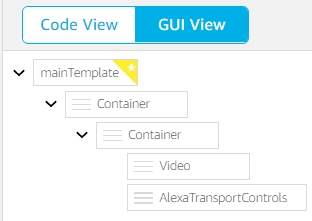 Code View GUI View
mainTemplate
Container
Container
Video
AlexaTransportControls